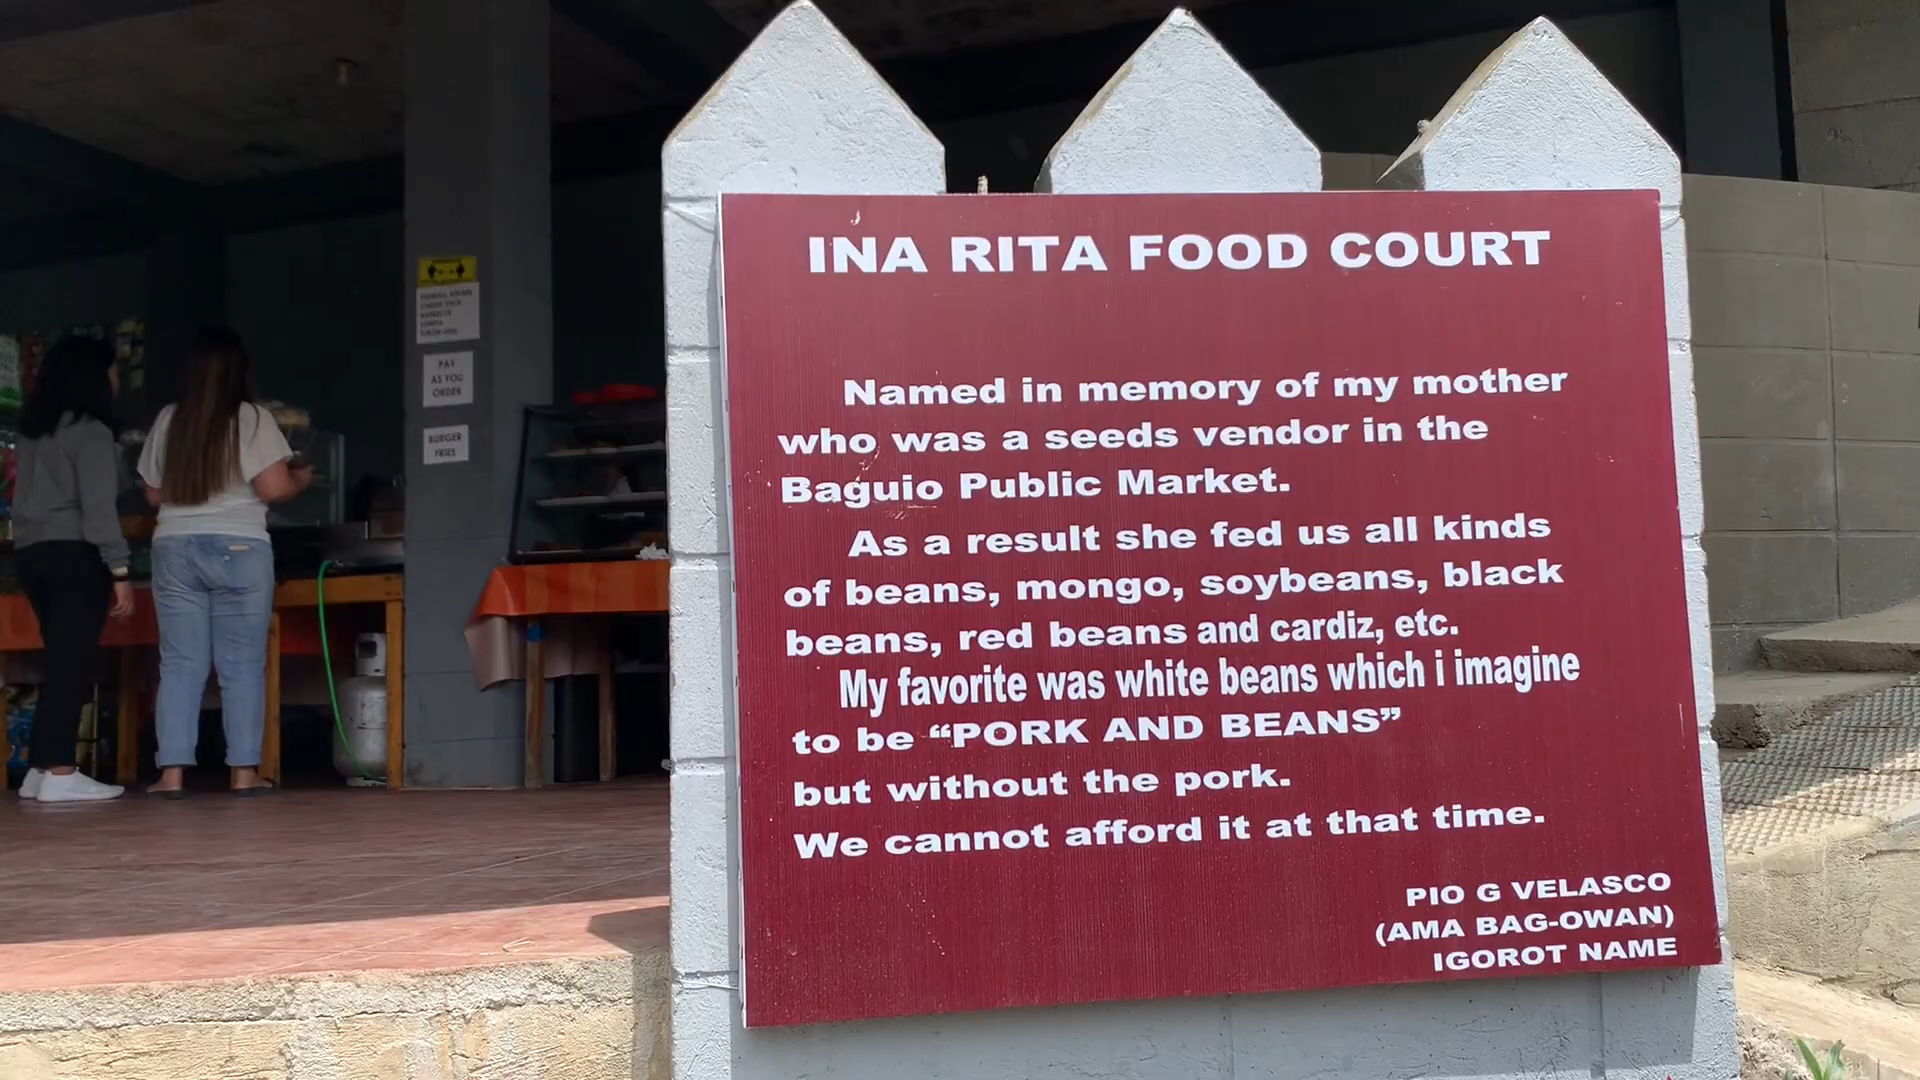 INA RITA FOOD COURT
Named in memory of my mother
who was a seeds vendor in the
Baguio Public Market.
As a result she fed us all kinds
of beans, mongo, soybeans, black
beans, red beans and cardiz, etc.
My favorite was white beans which i imagine
to be “PORK AND BEANS”
but without the pork.
We cannot afford it at that time.
PIO G VELASCO
(AMA BAG-OWAN)
IGOROT NAME
PAY
AS YOU
ORDER
BURGER
FRIES